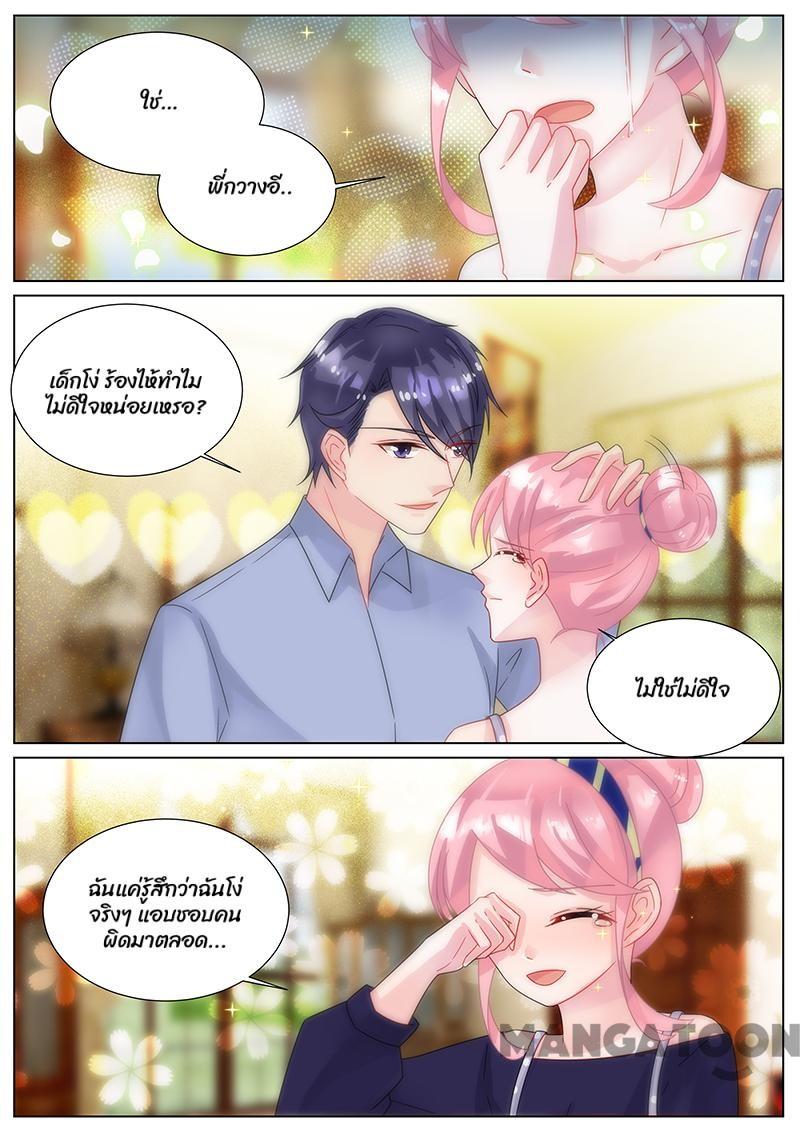 ใช่...
พี่กวางอี..
เด็กโง่ ร้องไห้ทำไม
ไม่ดีใจหน่อยเหรอ?
ไม่ใช่ไม่ดีใจ
ฉันแค่รู้สึกว่าฉันโง่
จริงๆ แอบชอบคน
ผิดมาตลอด...
MANGATOON